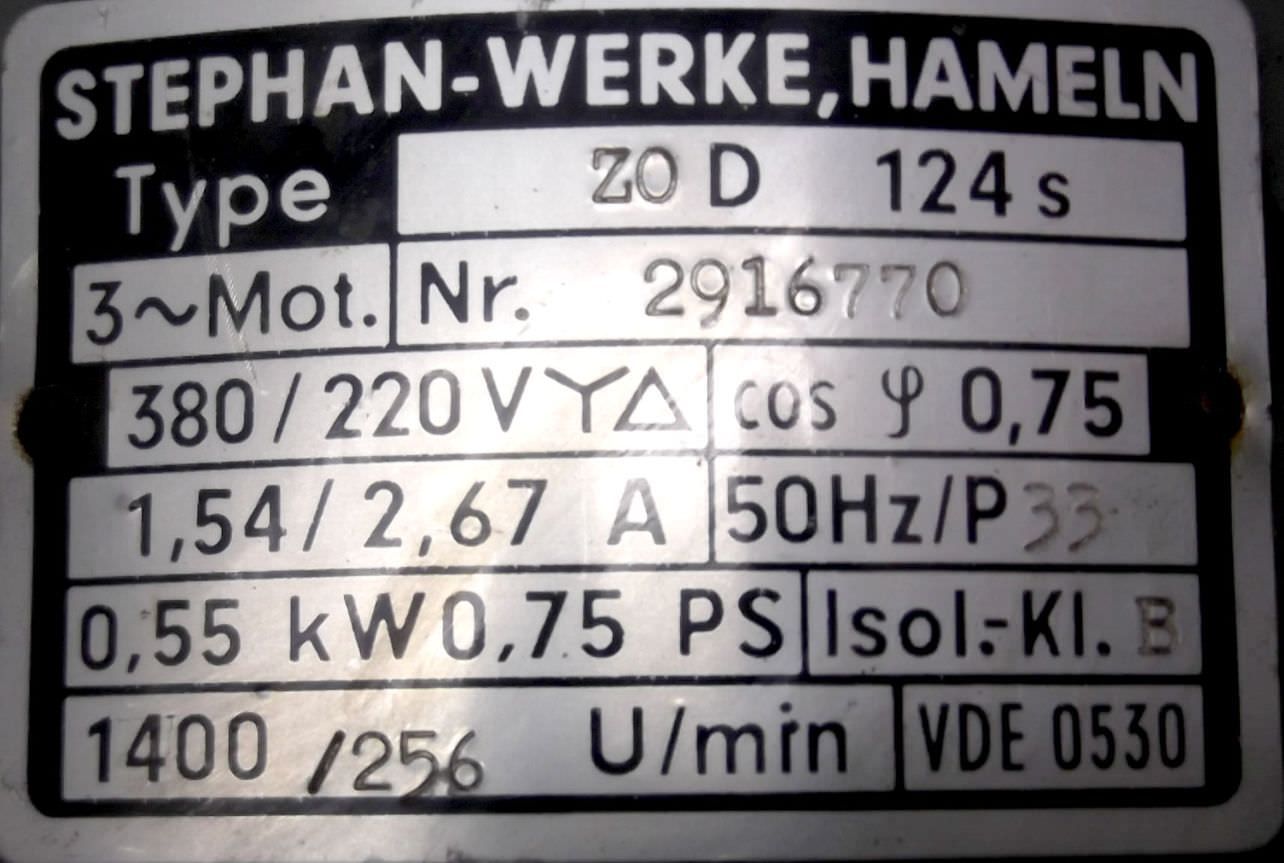 STEPHAN-WERKE, HAMELN
Type ZO D 124 s
3~Mot. Nr. 2916770
380/220 V Y△ cos φ 0,75
1,54/2,67 A 50Hz/P 33
0,55 kW 0,75 PS Isol.-Kl. B
1400 /256 U/min VDE 0530